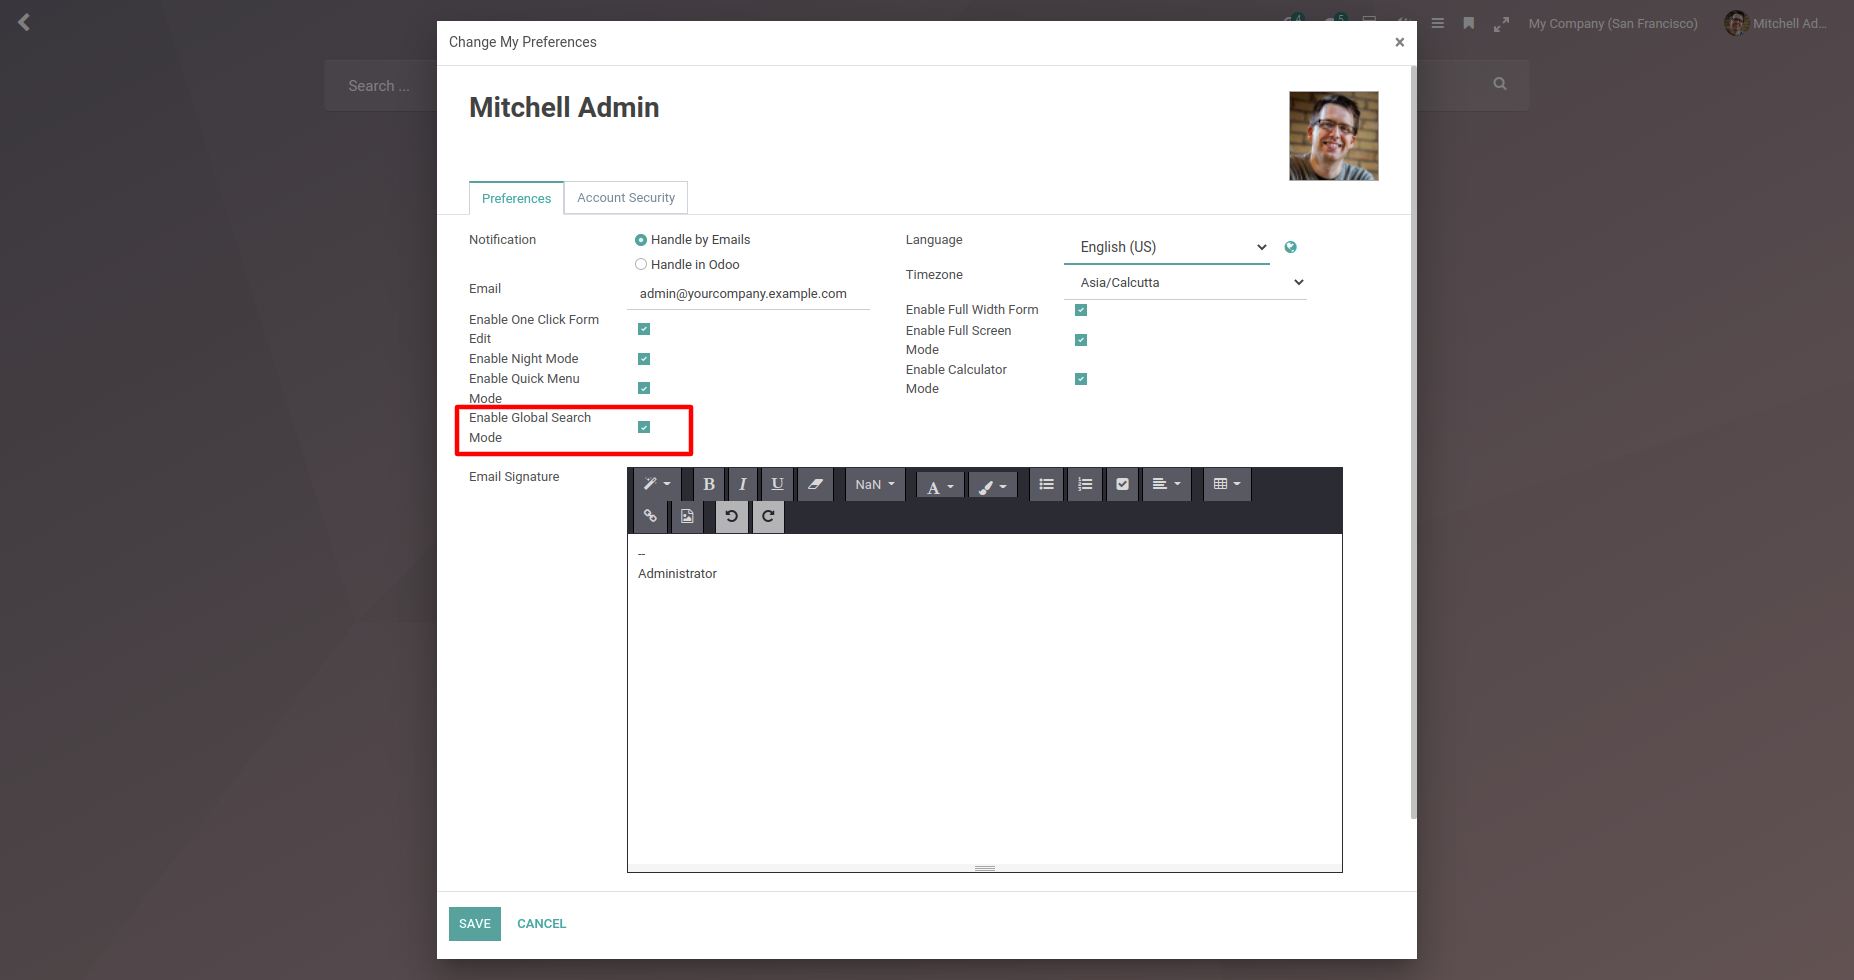 4
5
My Company (San Francisco)
Mitchell Ad...
Search ...
Change My Preferences
×
Mitchell Admin
Preferences
Account Security
Notification
Handle by Emails
Handle in Odoo
Email
admin@yourcompany.example.com
Enable One Click Form
Edit
Enable Night Mode
Enable Quick Menu
Mode
Enable Global Search
Mode
Language
English (US)
Timezone
Asia/Calcutta
Enable Full Width Form
Enable Full Screen
Mode
Enable Calculator
Mode
Email Signature
B I U NaN A
--
Administrator
SAVE
CANCEL